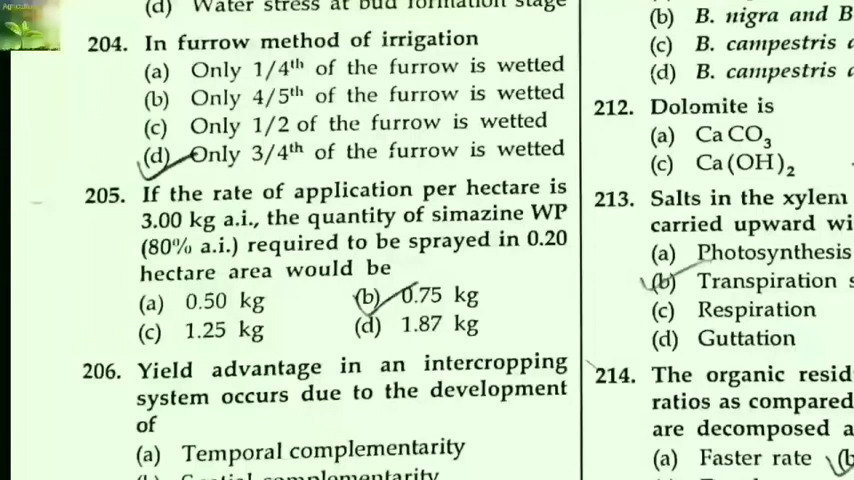 (d) Water stress at bud formation stage
204. In furrow method of irrigation
(a) Only 1/4th of the furrow is wetted
(b) Only 4/5th of the furrow is wetted
(c) Only 1/2 of the furrow is wetted
(d) Only 3/4th of the furrow is wetted
205. If the rate of application per hectare is
3.00 kg a.i., the quantity of simazine WP
(80% a.i.) required to be sprayed in 0.20
hectare area would be
(a) 0.50 kg (b) 0.75 kg
(c) 1.25 kg (d) 1.87 kg
206. Yield advantage in an intercropping
system occurs due to the development
of
(a) Temporal complementarity
(b) Spatial complementarity
(b) B. nigra and B
(c) B. campestris
(d) B. campestris
212. Dolomite is
(a) CaCO3
(c) Ca(OH)2
213. Salts in the xylem
carried upward wi
(a) Photosynthesis
(b) Transpiration s
(c) Respiration
(d) Guttation
214. The organic resid
ratios as compared
are decomposed a
(a) Faster rate (b